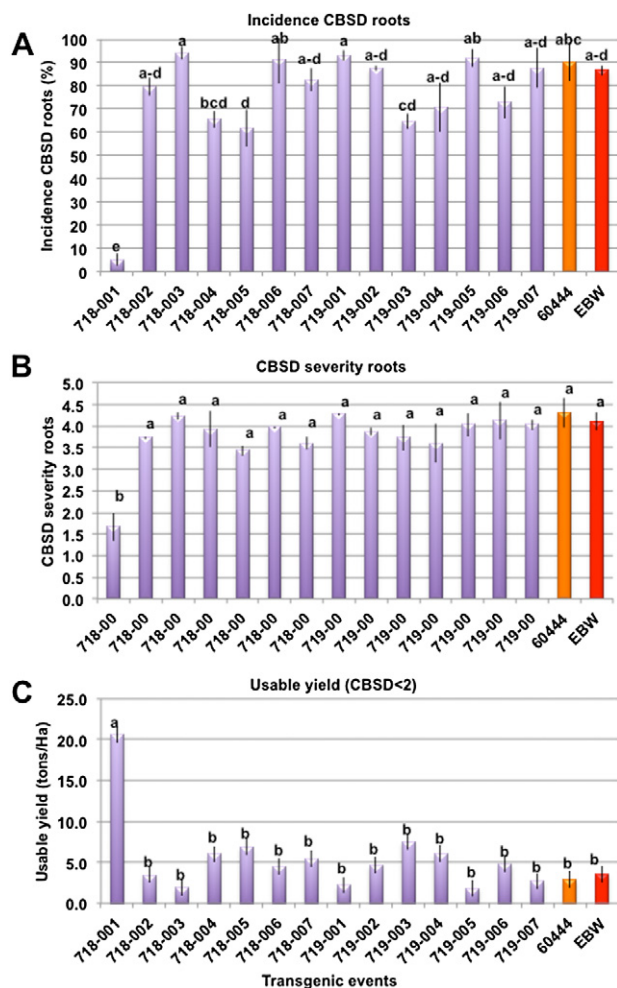 A
Incidence CBSD roots
Incidence CBSD roots (%)
100
90
80
70
60
50
40
30
20
10
0
e a-d a bcd d ab a-d a a-d cd a-d ab a-d a-d abc a-d
718-001 718-002 718-003 718-004 718-005 718-006 718-007 719-001 719-002 719-003 719-004 719-005 719-006 719-007 60444 EBW
B
CBSD severity roots
CBSD severity roots
5.0
4.5
4.0
3.5
3.0
2.5
2.0
1.5
1.0
0.5
0.0
b a a a a a a a a a a a a a a a
718-00 718-00 718-00 718-00 718-00 718-00 718-00 719-00 719-00 719-00 719-00 719-00 719-00 719-00 60444 EBW
C
Usable yield (CBSD<2)
Usable yield (tons/Ha)
25.0
20.0
15.0
10.0
5.0
0.0
a b b b b b b b b b b b b b b b
718-001 718-002 718-003 718-004 718-005 718-006 718-007 719-001 719-002 719-003 719-004 719-005 719-006 719-007 60444 EBW
Transgenic events